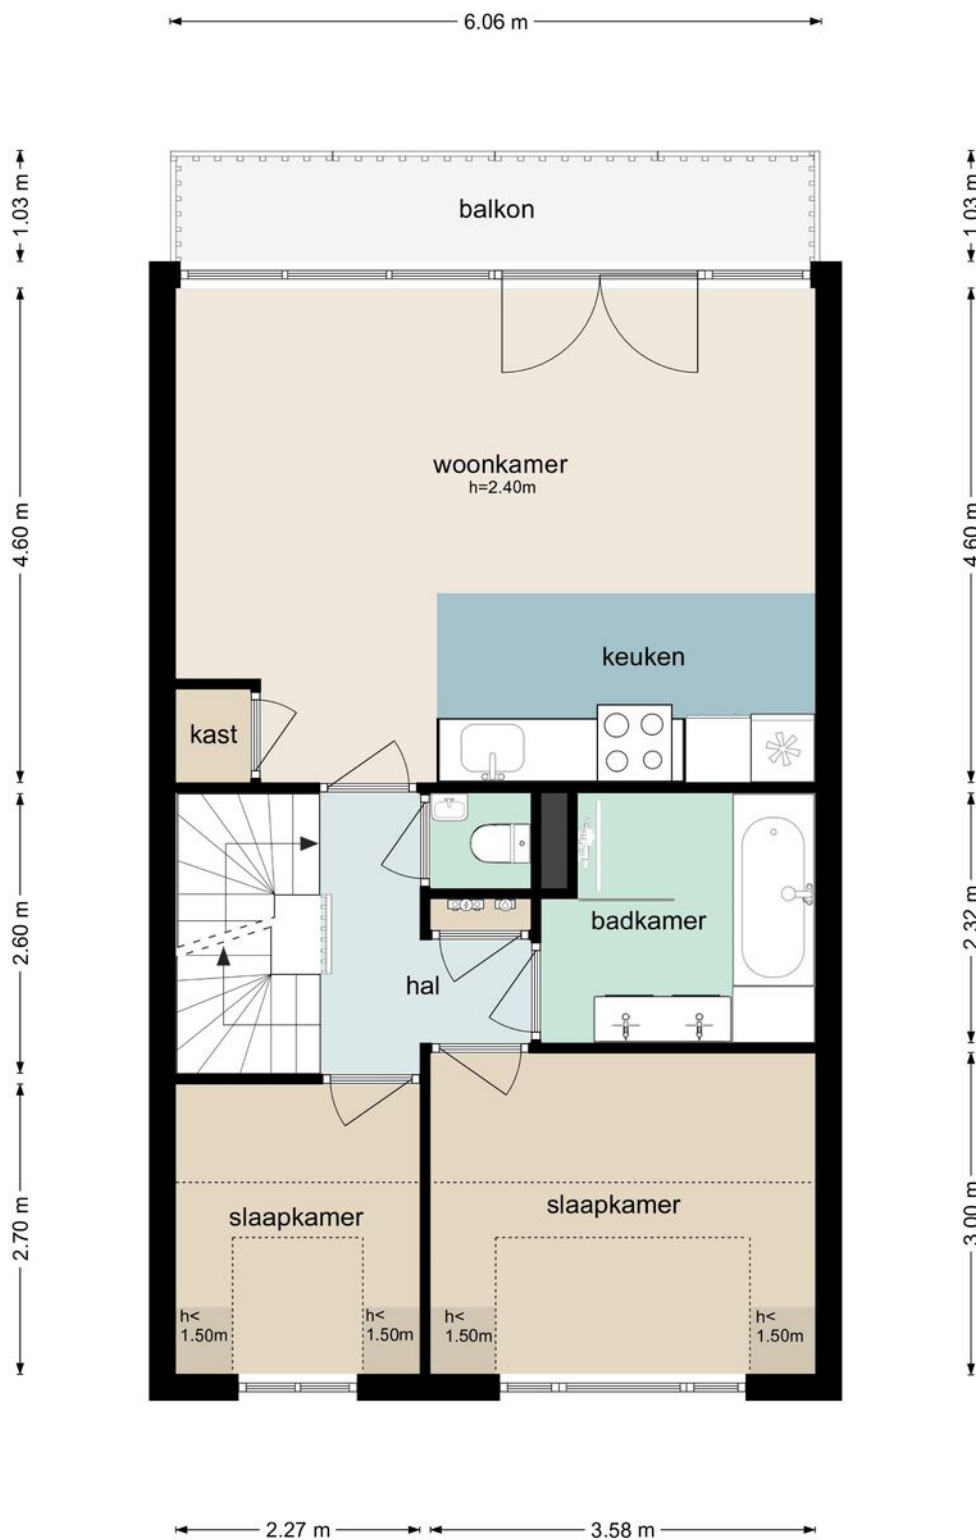 6.06 m
1.03 m
1.03 m
balkon
4.60 m
4.60 m
woonkamer
h=2.40m
keuken
kast
2.60 m
2.32 m
badkamer
hal
2.70 m
3.00 m
slaapkamer
slaapkamer
h<
1.50m
h<
1.50m
h<
1.50m
h<
1.50m
2.27 m
3.58 m